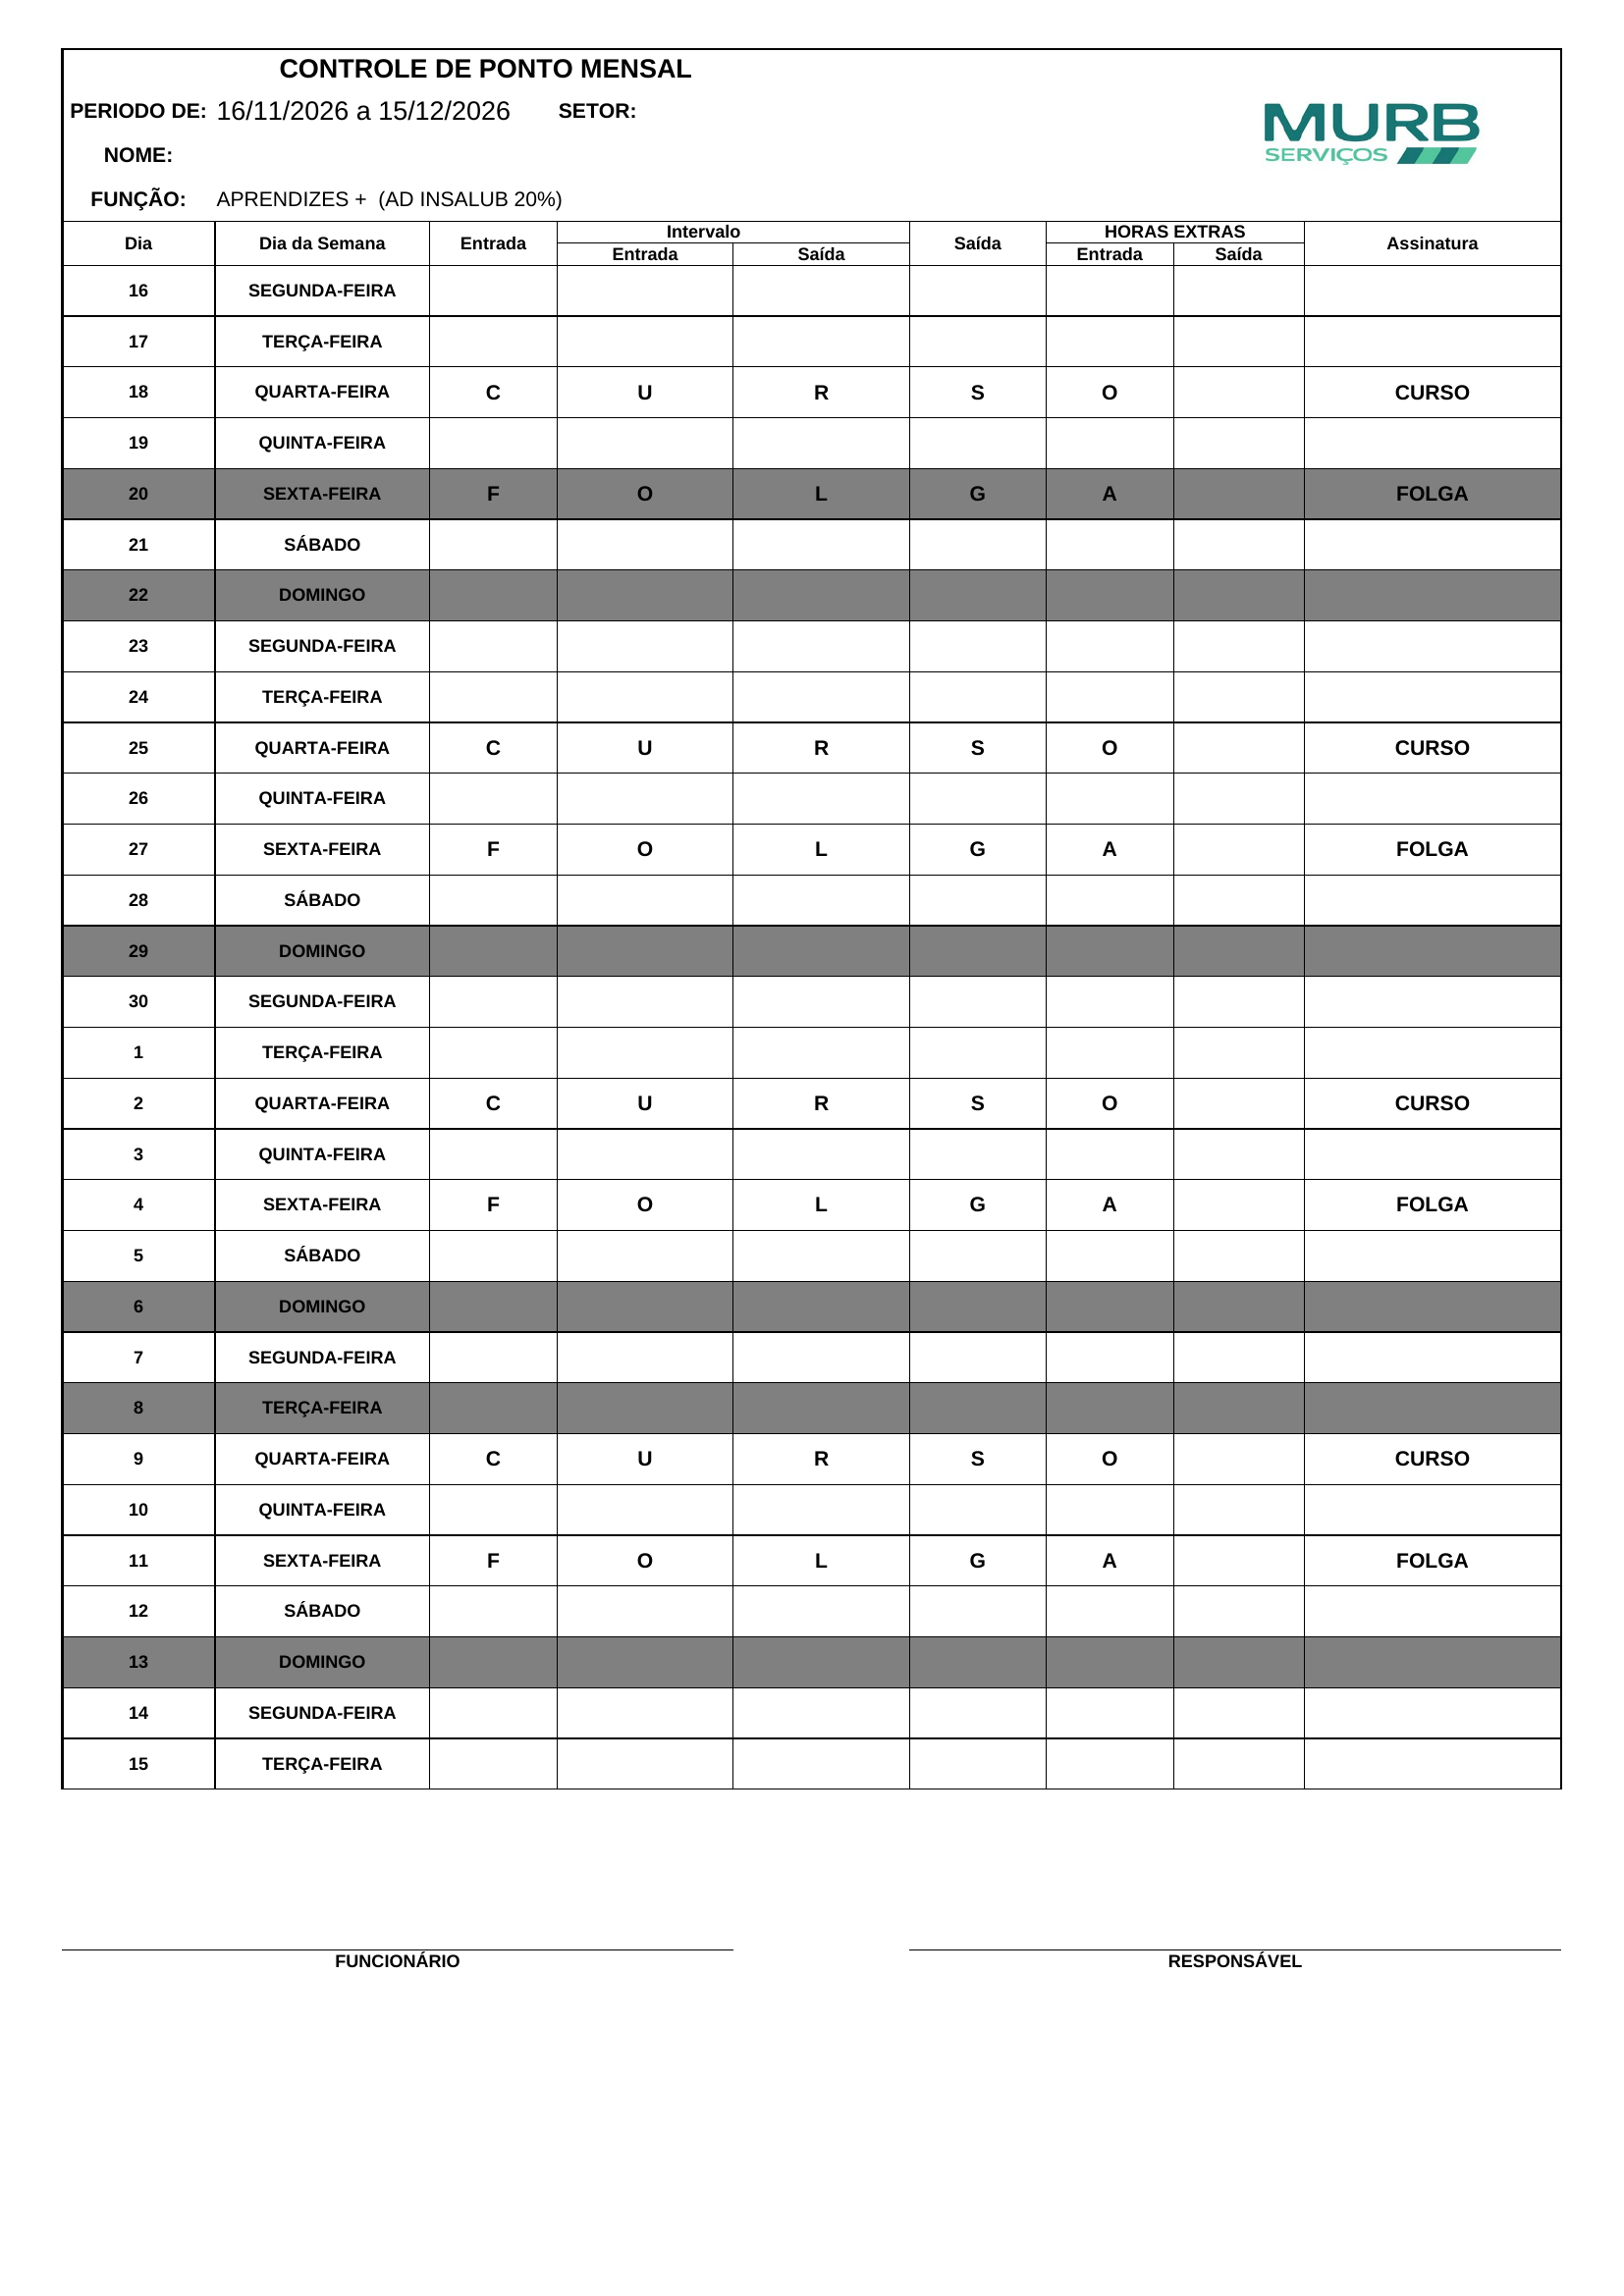 CONTROLE DE PONTO MENSAL
PERIODO DE: 16/11/2026 a 15/12/2026 SETOR:
MURB
SERVIÇOS
NOME:
FUNÇÃO: APRENDIZES + (AD INSALUB 20%)
Dia Dia da Semana Entrada Intervalo Saída HORAS EXTRAS Assinatura
Entrada Saída Entrada Saída
16 SEGUNDA-FEIRA
17 TERÇA-FEIRA
18 QUARTA-FEIRA C U R S O CURSO
19 QUINTA-FEIRA
20 SEXTA-FEIRA F O L G A FOLGA
21 SÁBADO
22 DOMINGO
23 SEGUNDA-FEIRA
24 TERÇA-FEIRA
25 QUARTA-FEIRA C U R S O CURSO
26 QUINTA-FEIRA
27 SEXTA-FEIRA F O L G A FOLGA
28 SÁBADO
29 DOMINGO
30 SEGUNDA-FEIRA
1 TERÇA-FEIRA
2 QUARTA-FEIRA C U R S O CURSO
3 QUINTA-FEIRA
4 SEXTA-FEIRA F O L G A FOLGA
5 SÁBADO
6 DOMINGO
7 SEGUNDA-FEIRA
8 TERÇA-FEIRA
9 QUARTA-FEIRA C U R S O CURSO
10 QUINTA-FEIRA
11 SEXTA-FEIRA F O L G A FOLGA
12 SÁBADO
13 DOMINGO
14 SEGUNDA-FEIRA
15 TERÇA-FEIRA
FUNCIONÁRIO RESPONSÁVEL